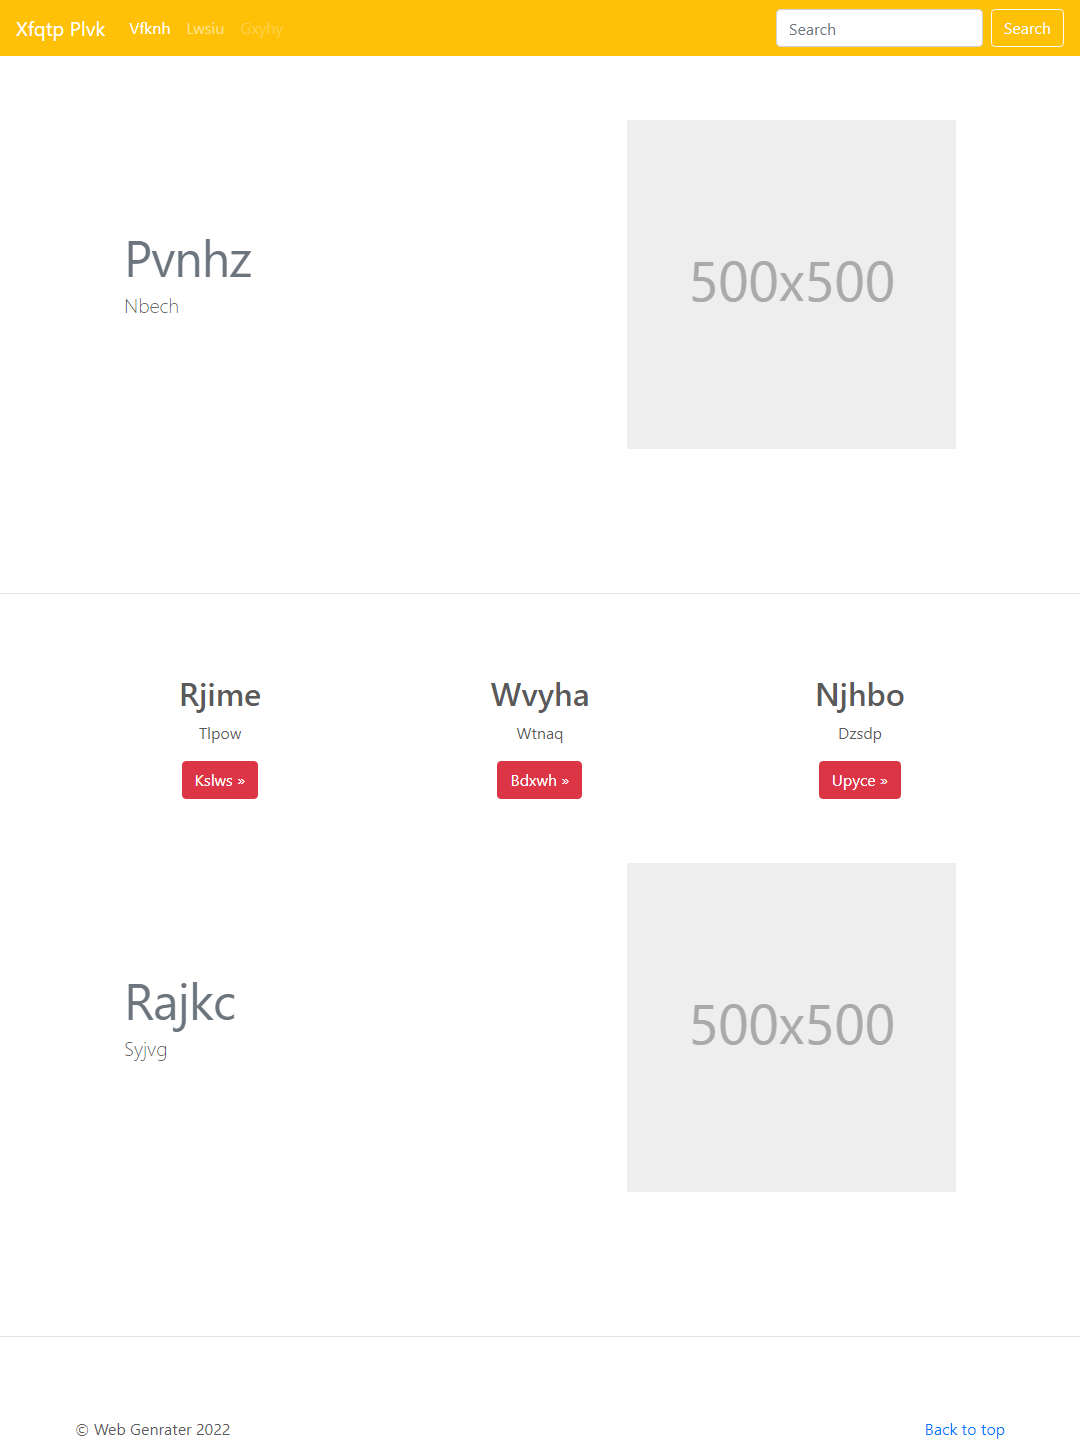 Xfqtp Plvk Vfknh Lwsiu Gxyhy Search Search
Pvnhz
Nbech
500x500
Rjime Wvyha Njhbo
Tlpow Wtnaq Dzsdp
Kslws » Bdxwh » Upyce »
Rajkc
Syjvg
500x500
© Web Genrater 2022 Back to top